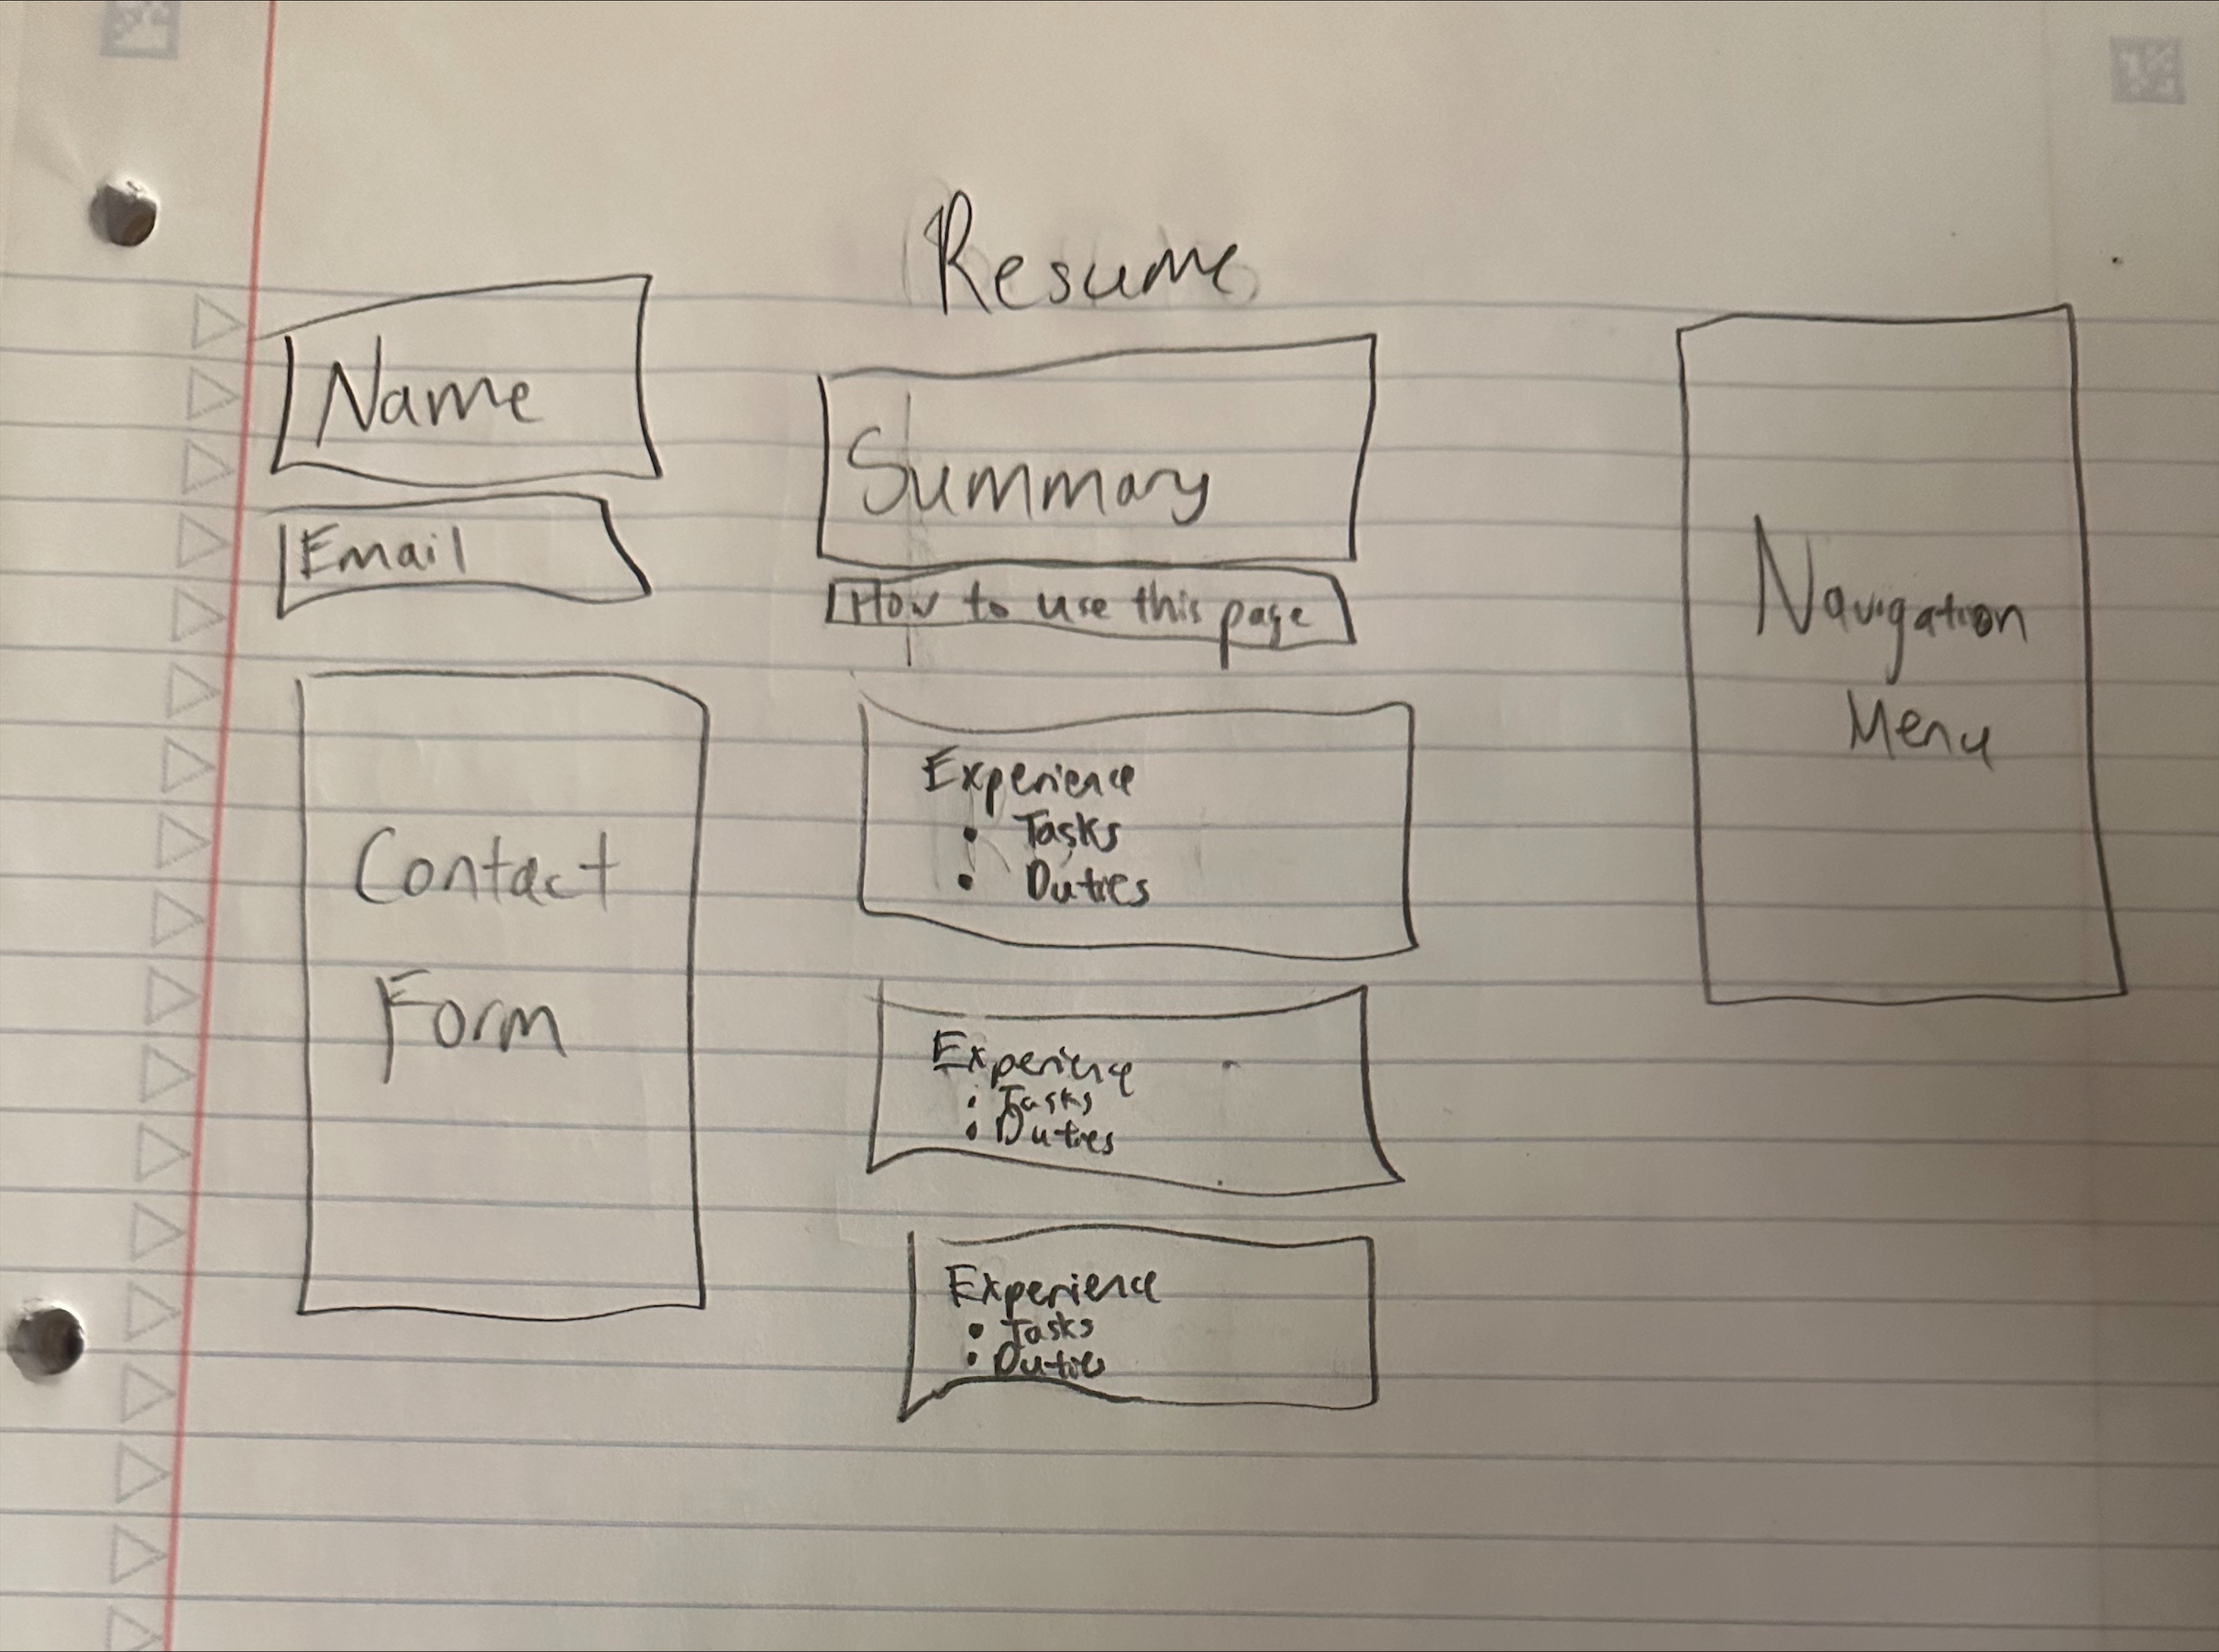 Resume
Name
Email
Contact
Form
Summary
How to use this page
Experience
• Tasks
• Duties
Experience
• Tasks
• Duties
Experience
• Tasks
• Duties
Navigation
Menu